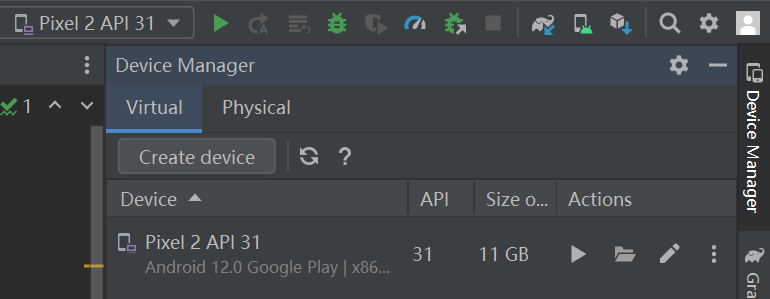 Pixel 2 API 31
Device Manager
1
Virtual Physical
Create device ?
Device API Size o... Actions
Pixel 2 API 31 31 11 GB
Android 12.0 Google Play | x86...
Device Manager
Gra